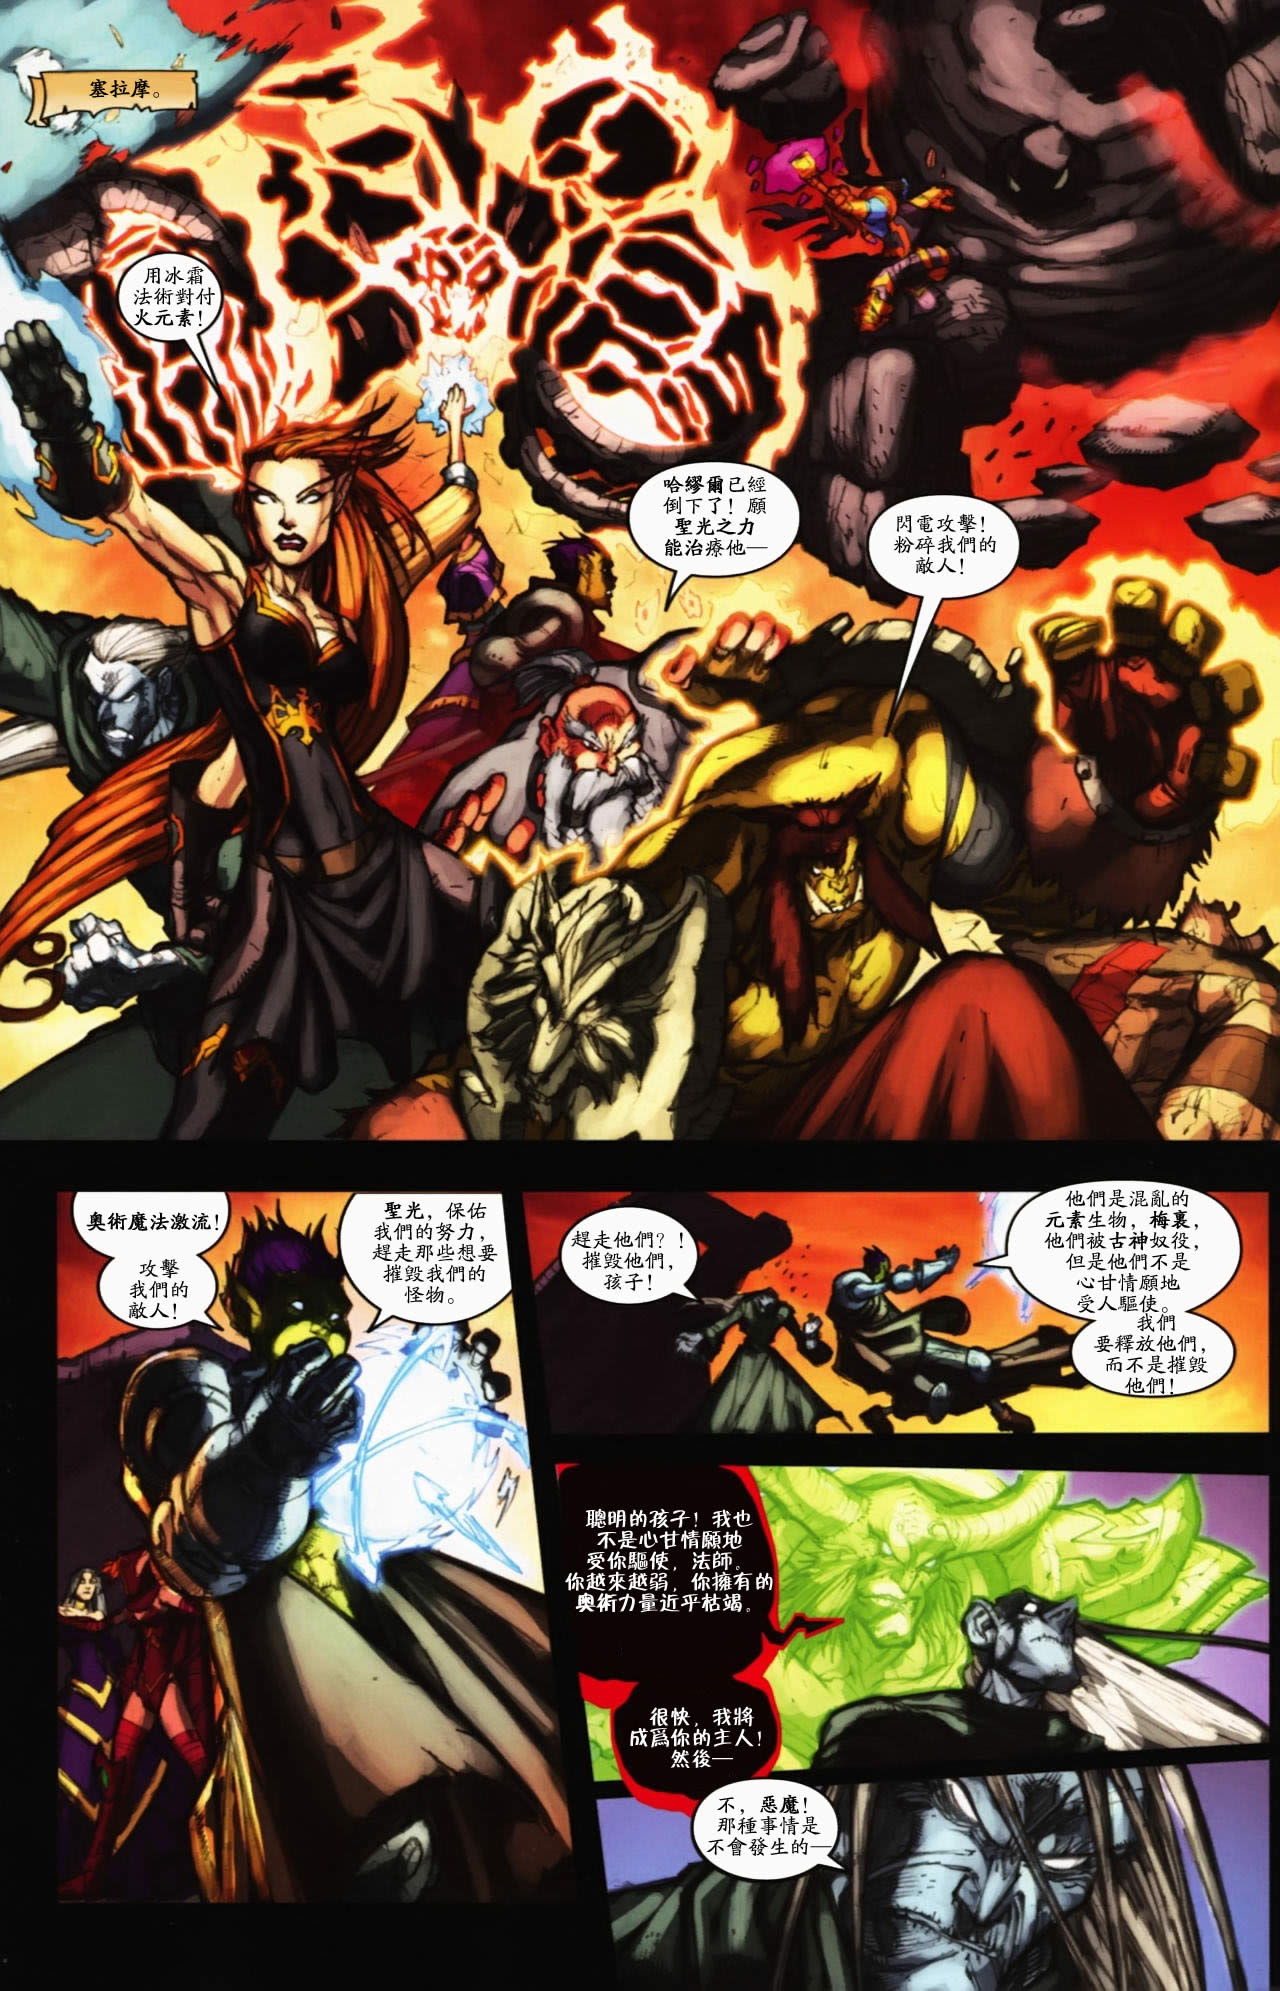 塞拉摩。
用冰霜
法術對付
火元素！
哈繆爾已經
倒下了！願
聖光之力
能治療他—
閃電攻擊！
粉碎我們的
敵人！
奧術魔法激流！
攻擊
我們的
敵人！
聖光，保佑
我們的努力，
趕走那些想要
摧毀我們的
怪物。
趕走他們？！
摧毀他們，
孩子！
他們是混亂的
元素生物，梅裏，
他們被古神奴役，
但是他們不是
心甘情願地
受人驅使。
我們
要釋放他們，
而不是摧毀
他們！
聰明的孩子！我也
不是心甘情願地
受你驅使，法師。
你越來越弱，你擁有的
奧術力量近乎枯竭。
很快，我將
成爲你的主人！
然後—
不，惡魔！
那種事情是
不會發生的—